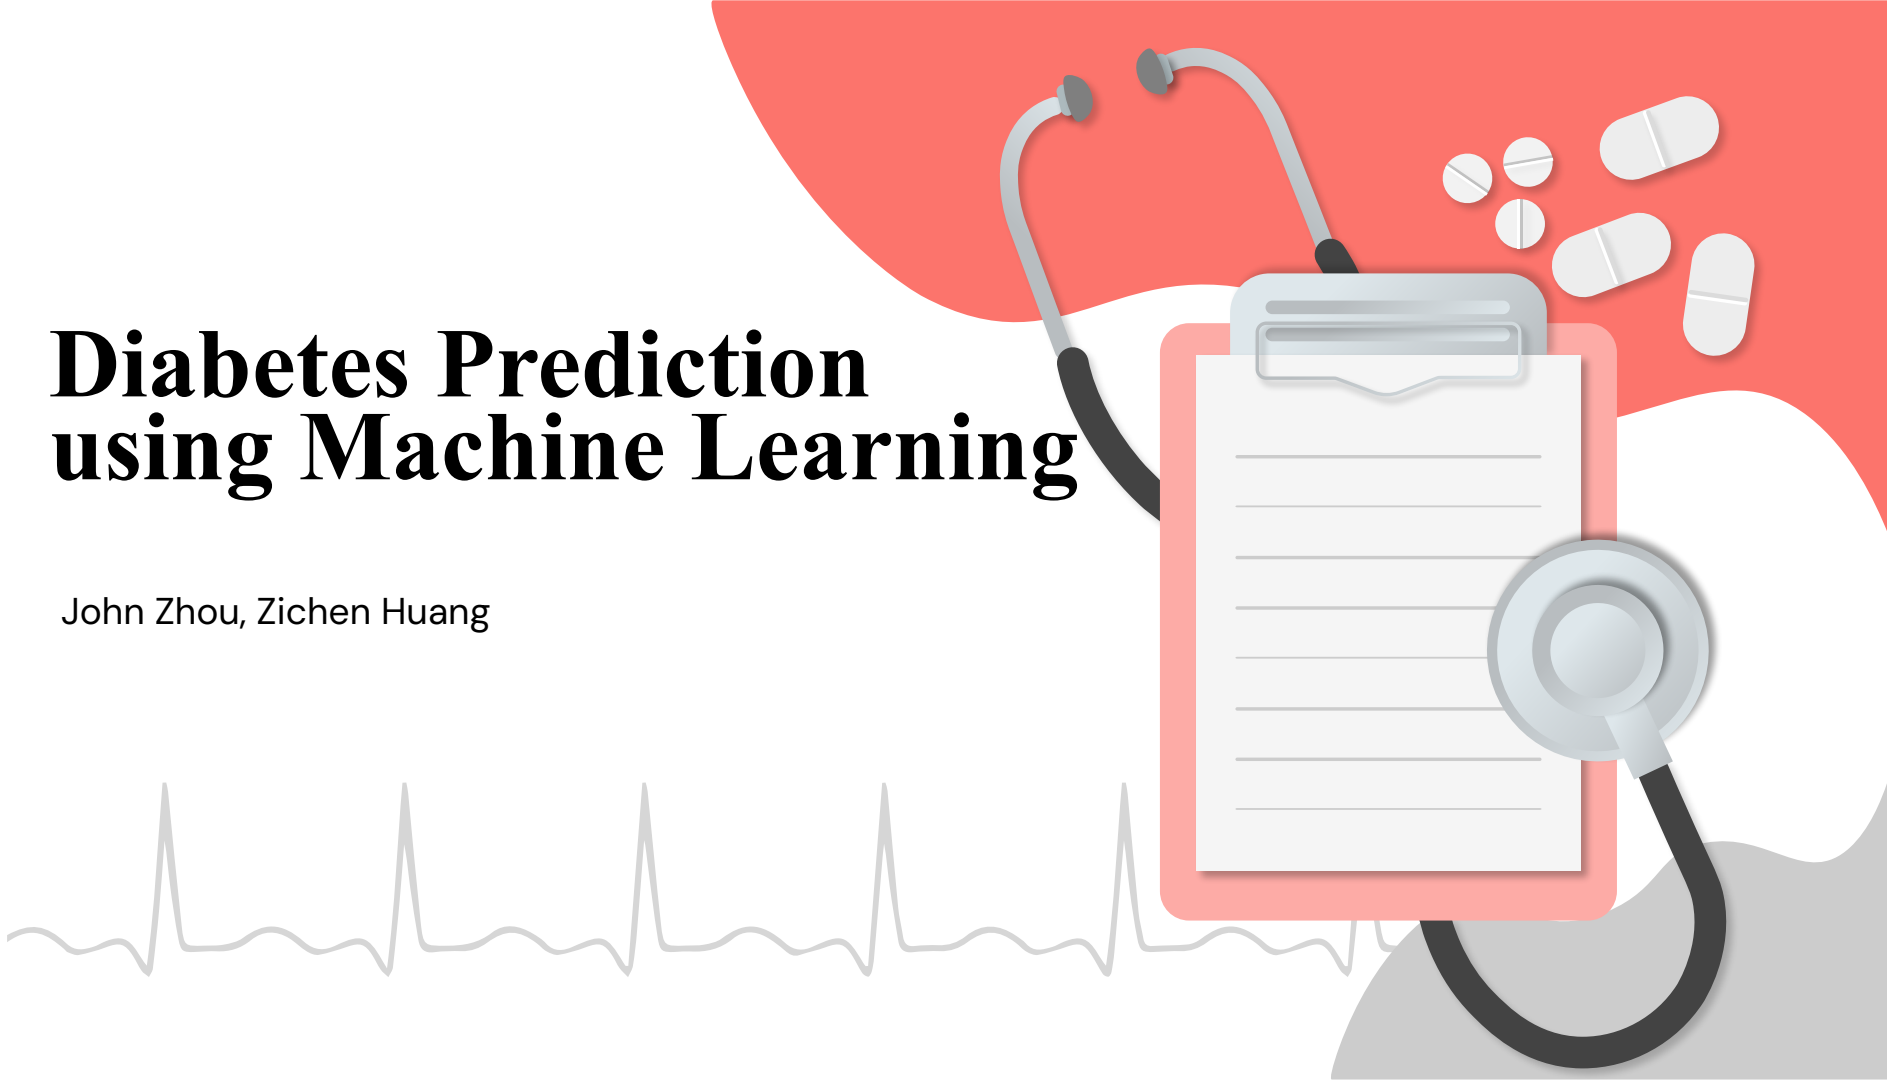 Diabetes Prediction
using Machine Learning
John Zhou, Zichen Huang